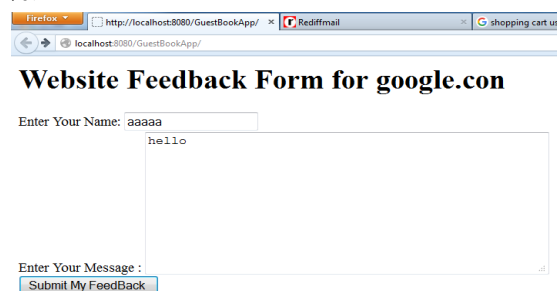 Firefox
http://localhost:8080/GuestBookApp/ × Rediffmail × shopping cart us
localhost:8080/GuestBookApp/
Website Feedback Form for google.con
Enter Your Name: aaaaa
hello
Enter Your Message :
Submit My FeedBack